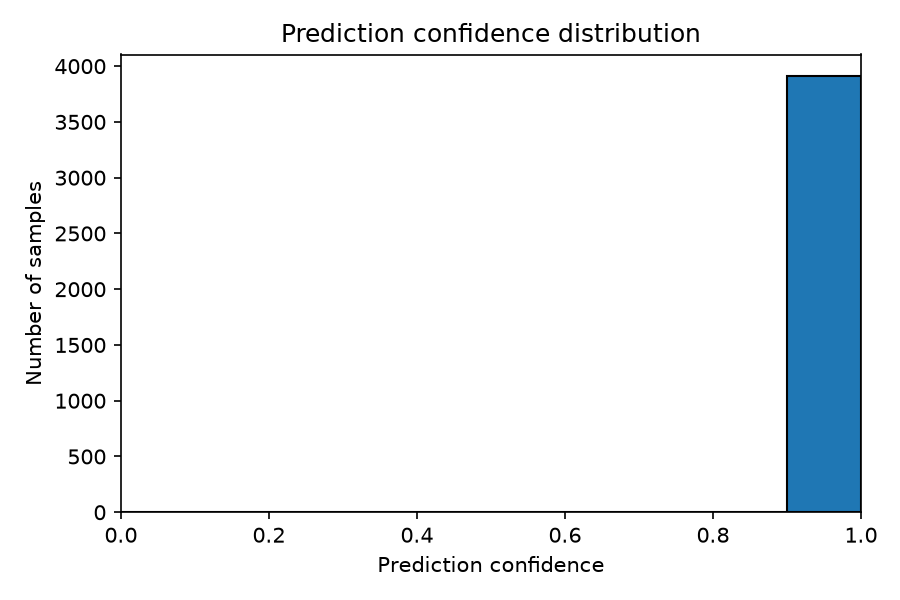 Prediction confidence distribution
4000
3500
3000
2500
2000
1500
1000
500
0
Number of samples
0.0 0.2 0.4 0.6 0.8 1.0
Prediction confidence